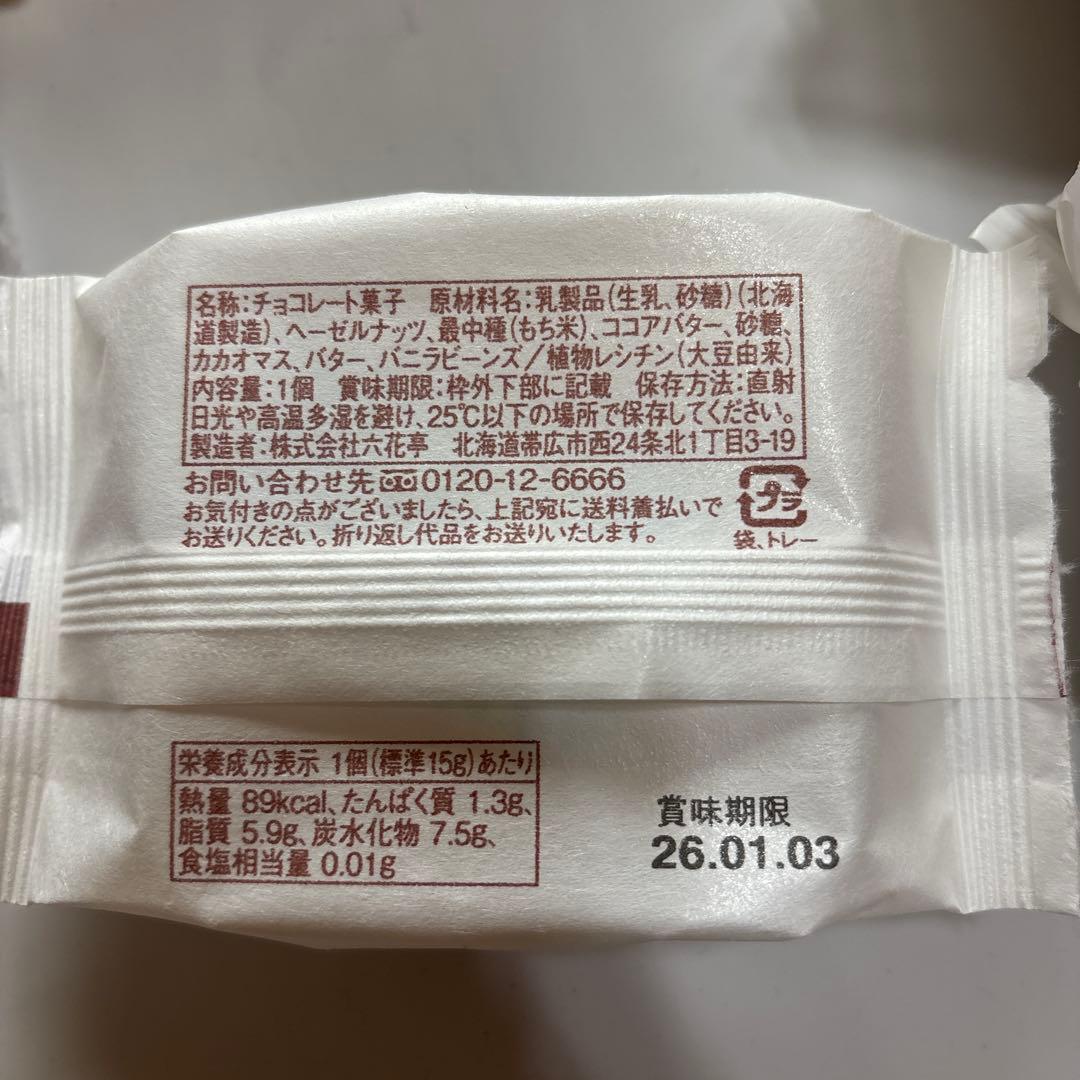 名称:チョコレート菓子　原材料名:乳製品(生乳、砂糖)(北海
道製造)、ヘーゼルナッツ、最中種(もち米)、ココアバター、砂糖、
カカオマス、バター、バニラビーンズ/植物レシチン(大豆由来)
内容量:1個　賞味期限:枠外下部に記載　保存方法:直射
日光や高温多湿を避け、25℃以下の場所で保存してください。
製造者:株式会社六花亭　北海道帯広市西24条北1丁目3-19
お問い合わせ先 0120-12-6666
お気付きの点がございましたら、上記宛に送料着払いで
お送りください。折り返し代品をお送りいたします。
プラ
袋、トレー
栄養成分表示 1個(標準15g)あたり
熱量 89kcal、たんぱく質 1.3g、
脂質 5.9g、炭水化物 7.5g、
食塩相当量 0.01g
賞味期限
26.01.03